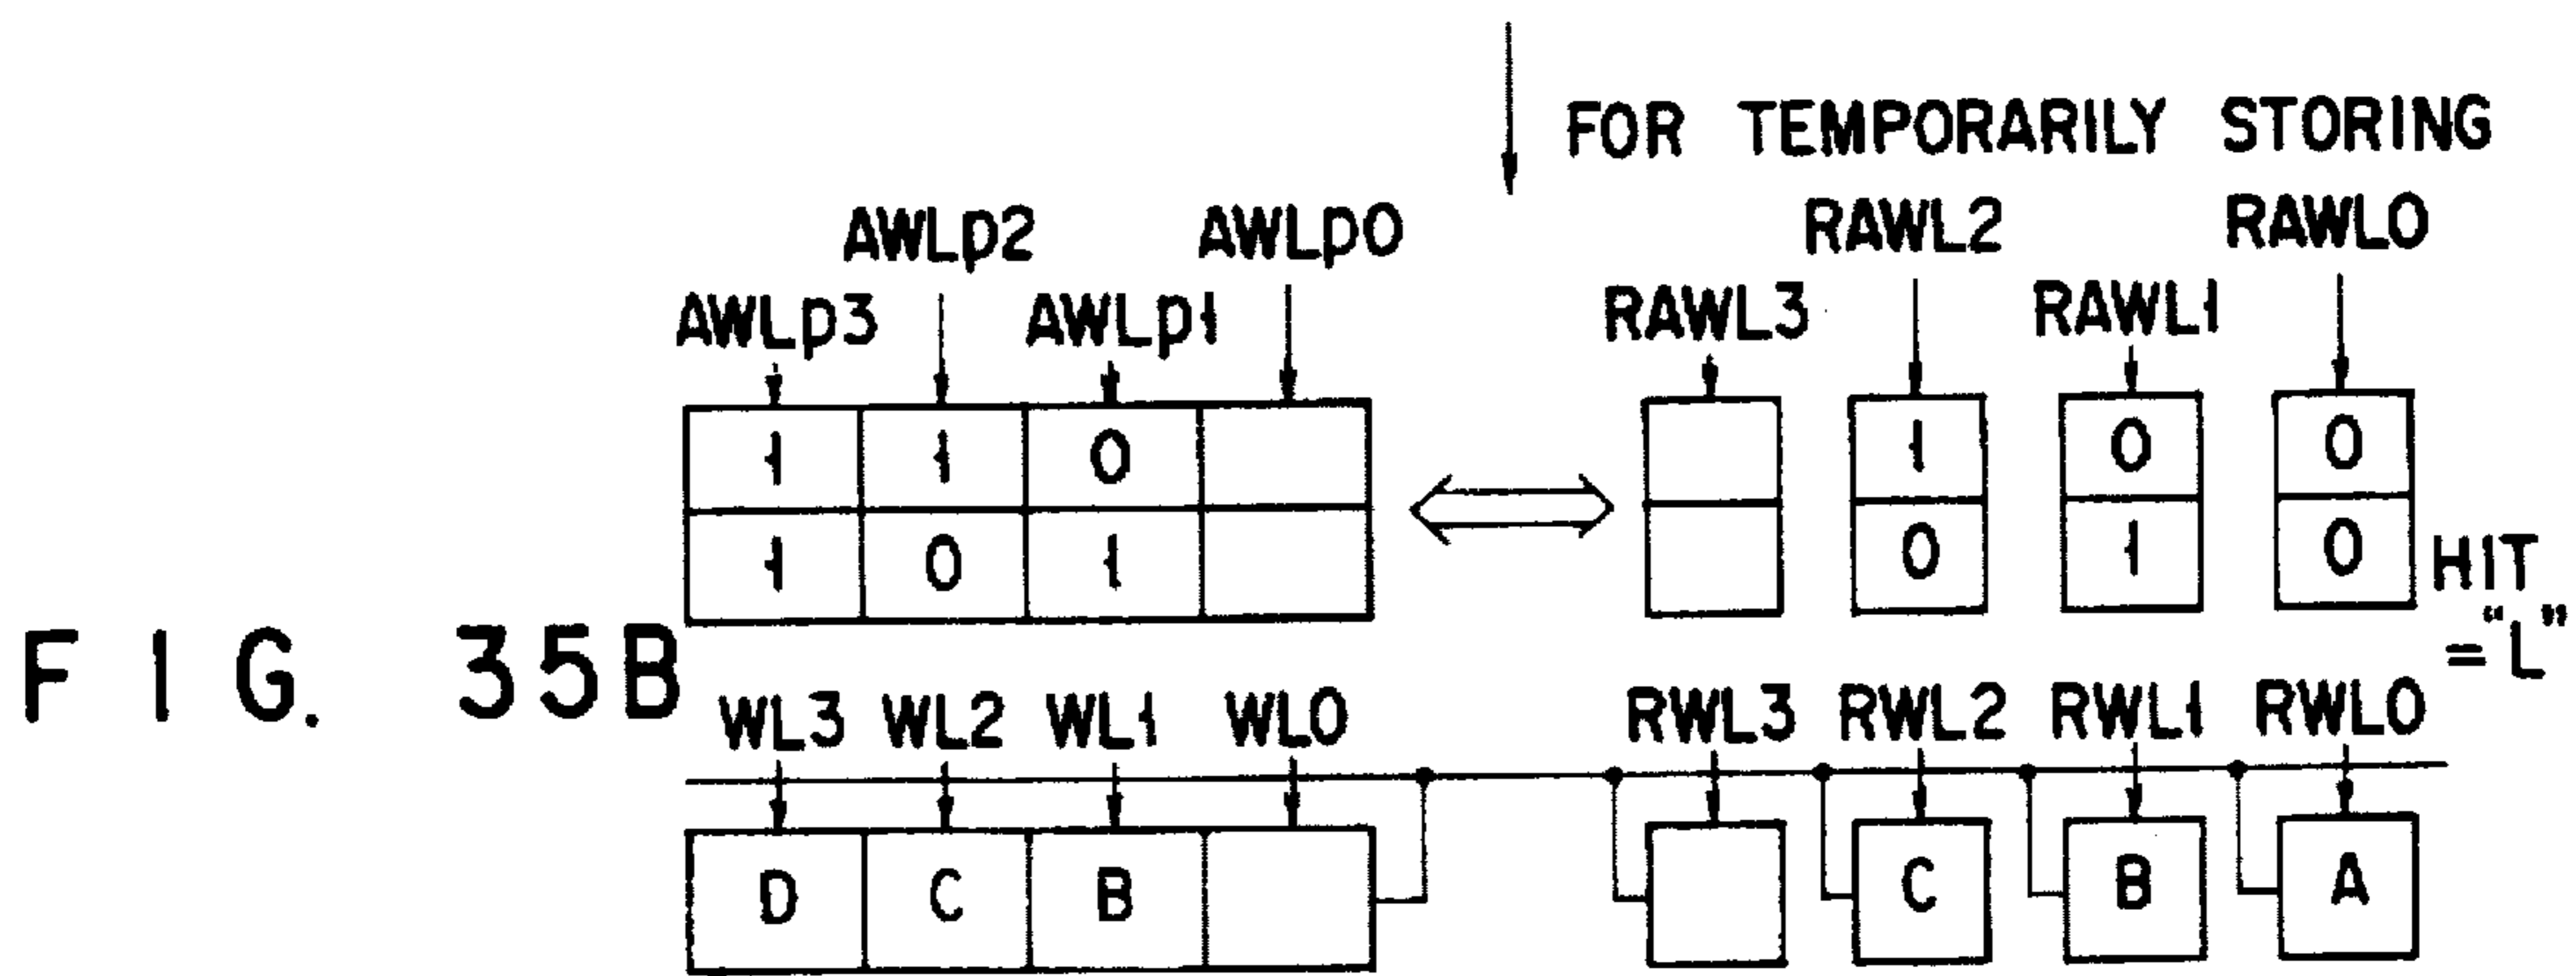 FOR TEMPORARILY STORING
AWLp2 AWLp0 RAWL2 RAWL0
AWLp3 AWLp1 RAWL3 RAWL1
1 1 0 1 0 0
1 0 1 0 1 0
HIT
="L"
FIG. 35B
WL3 WL2 WL1 WL0 RWL3 RWL2 RWL1 RWL0
D C B C B A